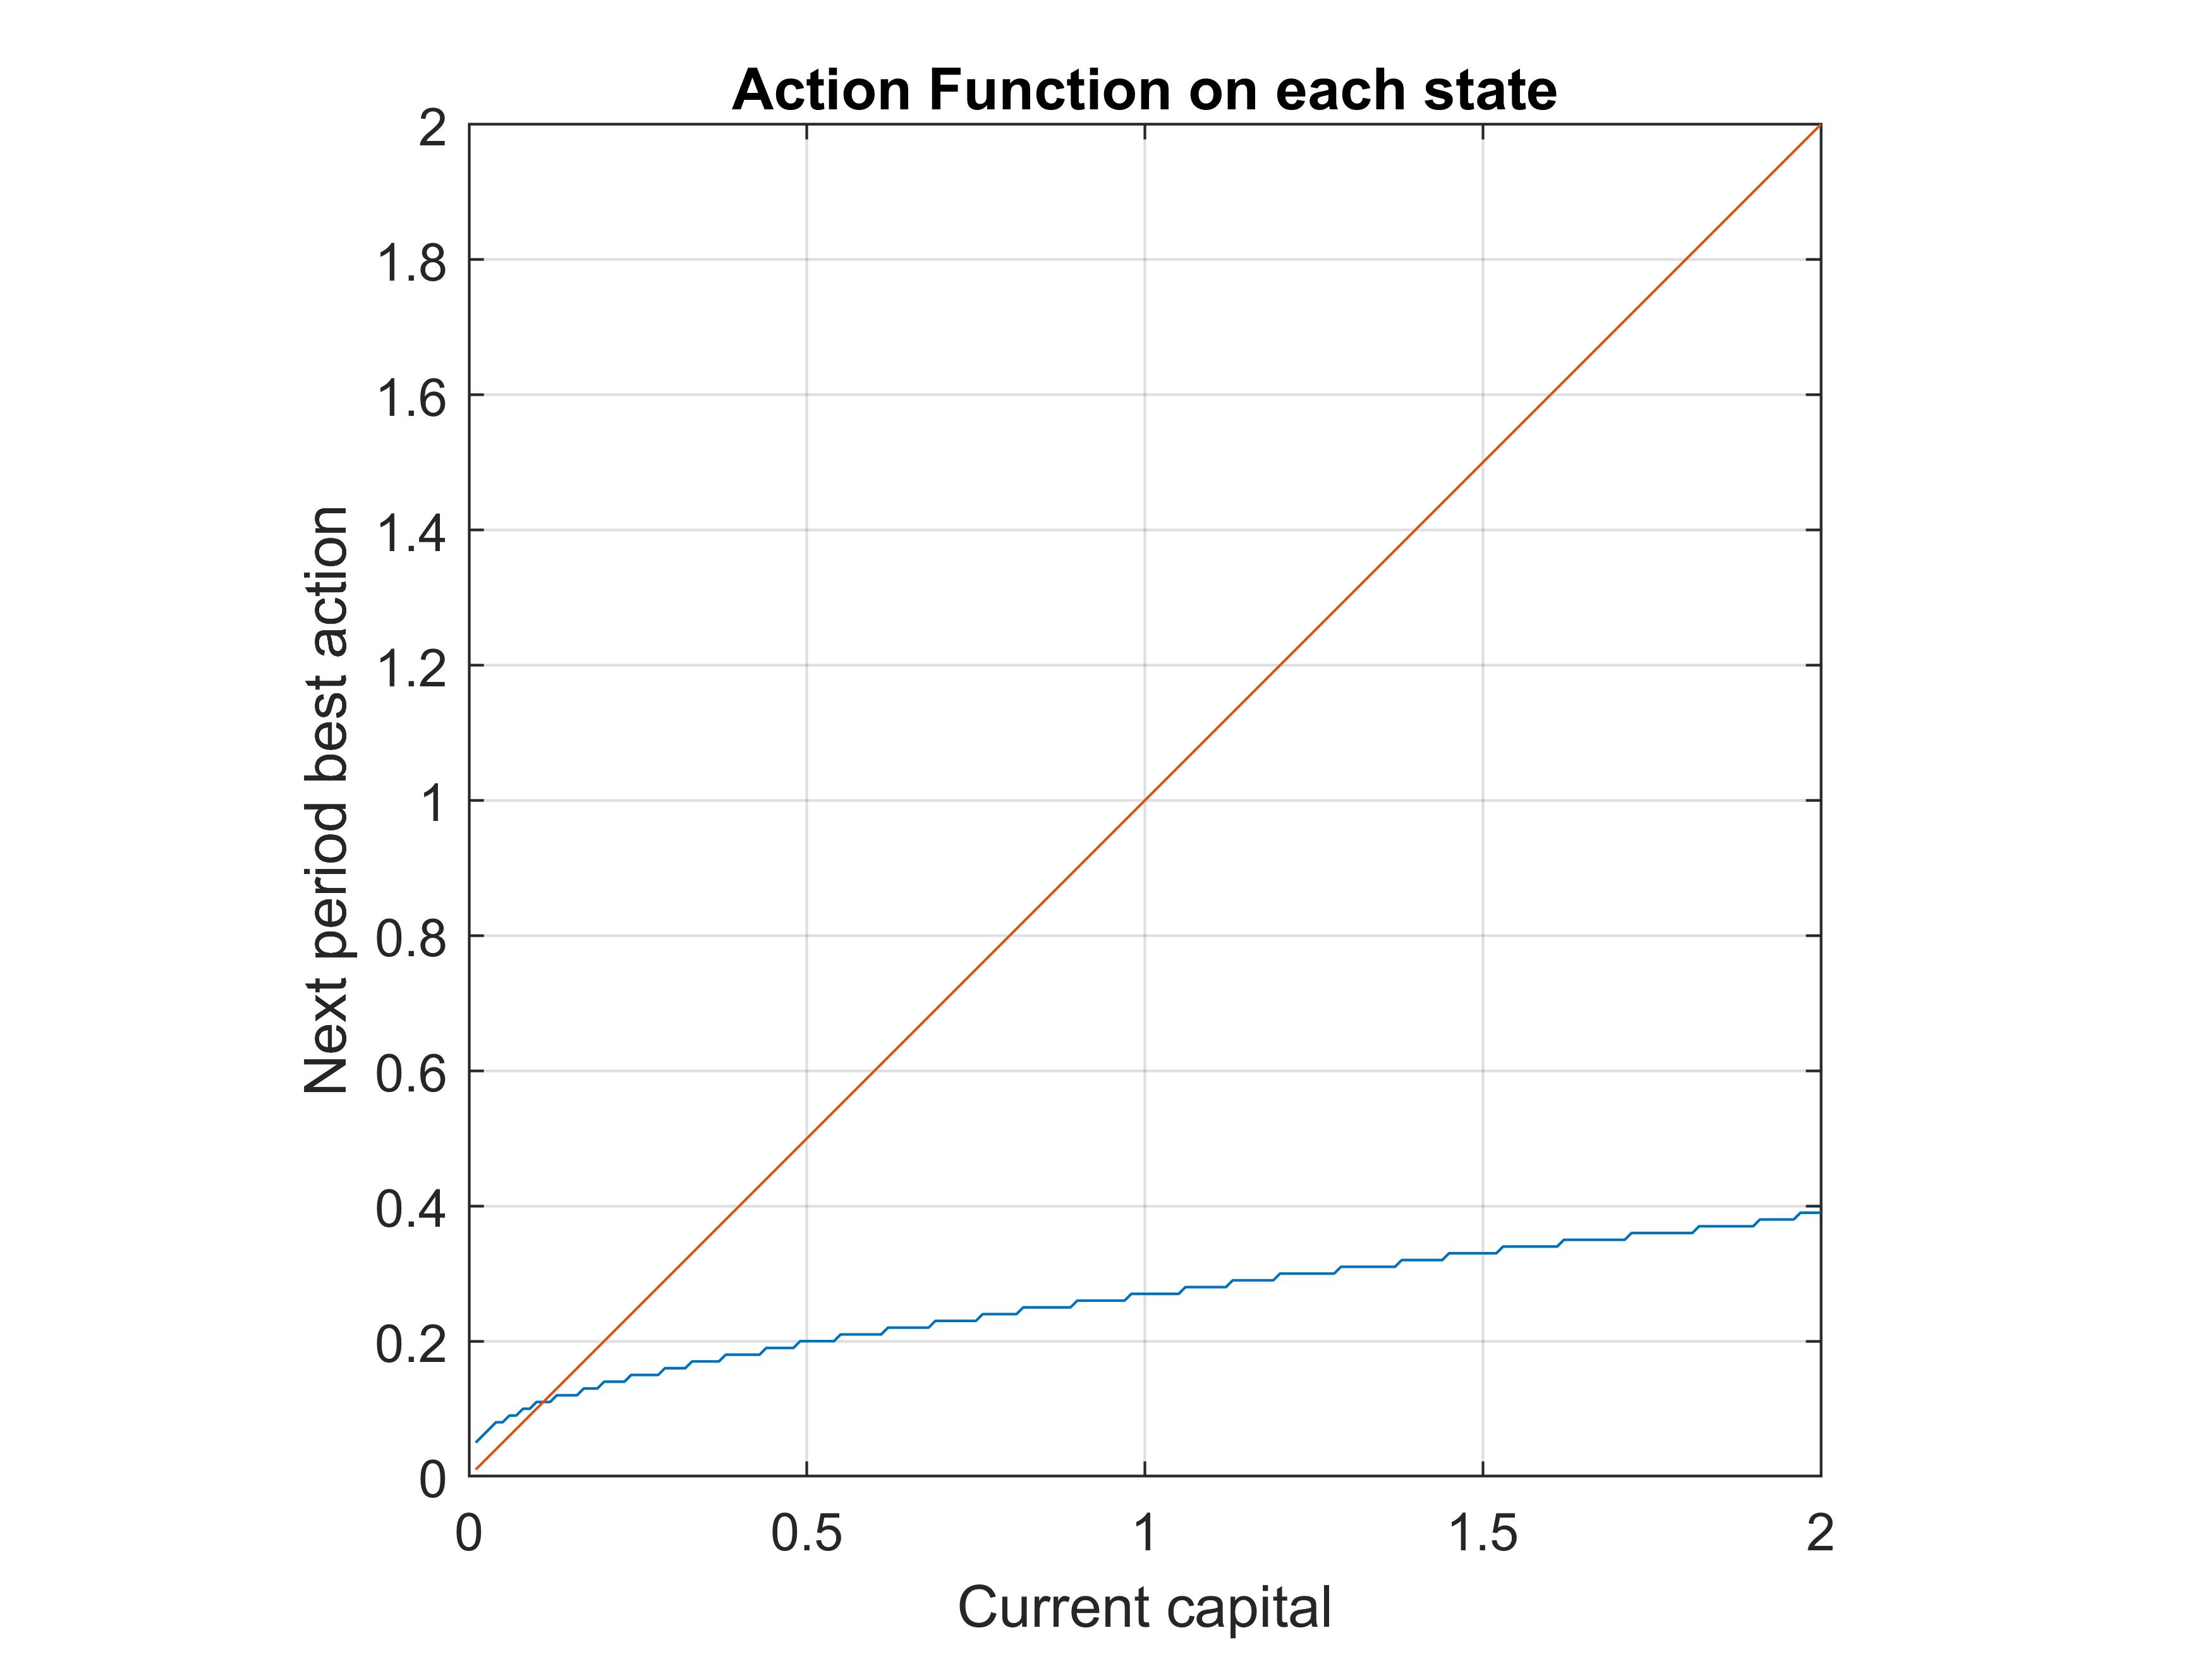 Action Function on each state
Next period best action
2
1.8
1.6
1.4
1.2
1
0.8
0.6
0.4
0.2
0
0 0.5 1 1.5 2
Current capital